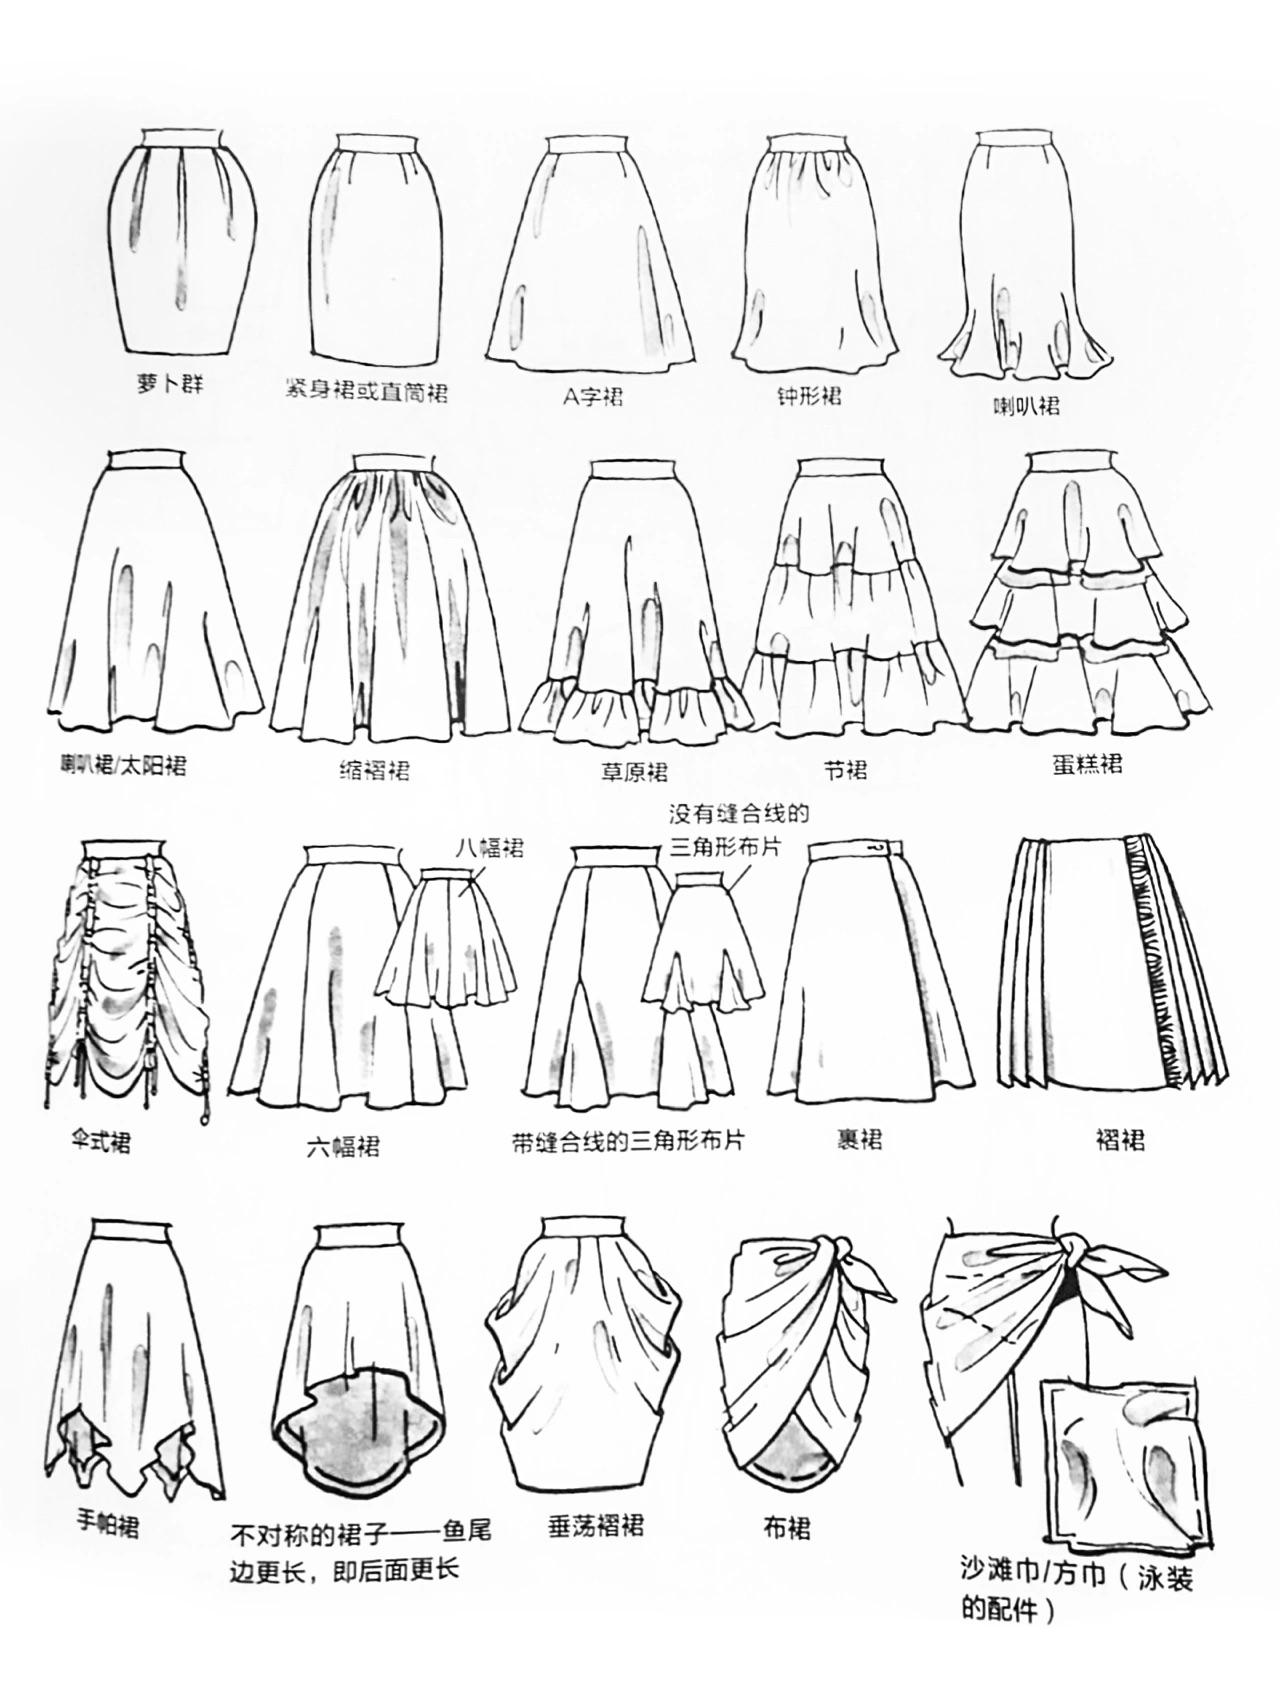 萝卜群
紧身裙或直筒裙
A字裙
钟形裙
喇叭裙
喇叭裙/太阳裙
缩褶裙
草原裙
节裙
蛋糕裙
伞式裙
八幅裙
六幅裙
没有缝合线的
三角形布片
带缝合线的三角形布片
裹裙
褶裙
手帕裙
不对称的裙子——鱼尾
边更长，即后面更长
垂荡褶裙
布裙
沙滩巾/方巾（泳装
的配件）